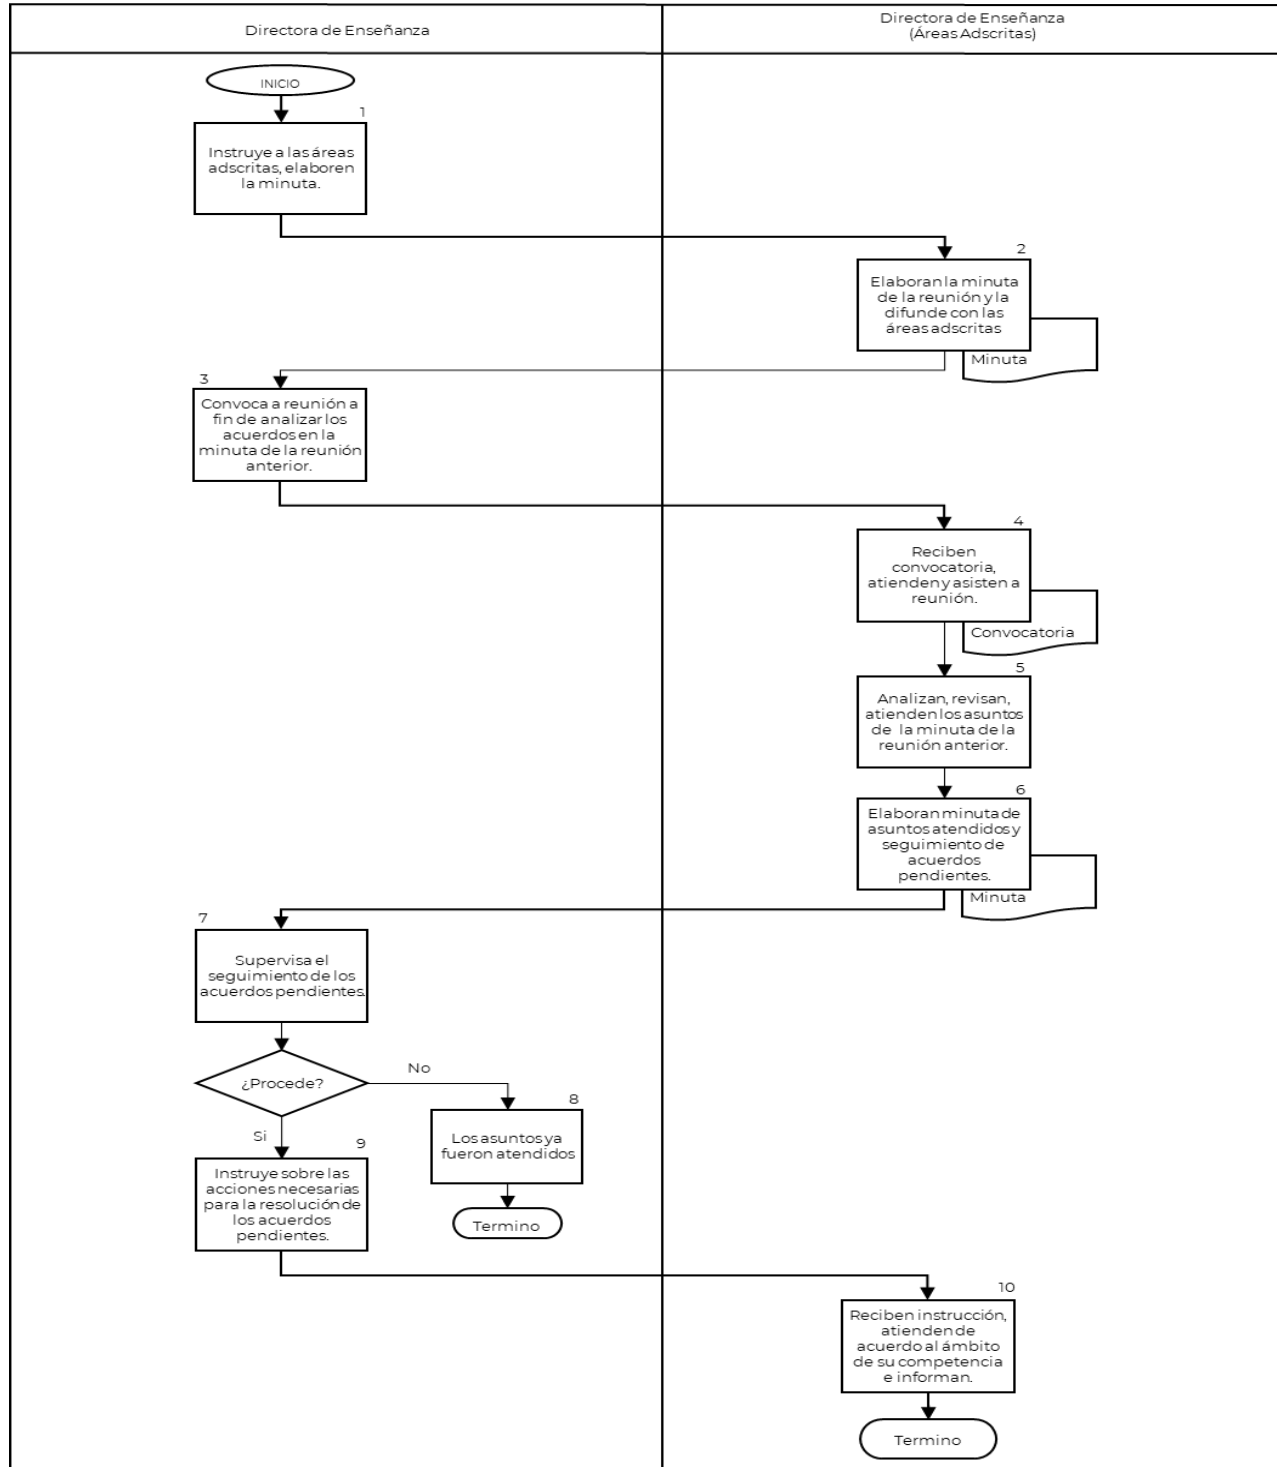 Directora de Enseñanza
Directora de Enseñanza
(Áreas Adscritas)
INICIO
1
Instruye a las áreas
adscritas, elaboren
la minuta.
2
Elaboran la minuta
de la reunión y la
difunde con las
áreas adscritas
Minuta
3
Convoca a reunión a
fin de analizar los
acuerdos en la
minuta de la reunión
anterior.
4
Reciben
convocatoria,
atienden y asisten a
reunión.
Convocatoria
5
Analizan, revisan,
atienden los asuntos
de la minuta de la
reunión anterior.
6
Elaboran minuta de
asuntos atendidos y
seguimiento de
acuerdos
pendientes.
Minuta
7
Supervisa el
seguimiento de los
acuerdos pendientes.
¿Procede?
No
8
Los asuntos ya
fueron atendidos
Termino
Si
9
Instruye sobre las
acciones necesarias
para la resolución de
los acuerdos
pendientes.
10
Reciben instrucción,
atienden de
acuerdo al ámbito
de su competencia
e informan.
Termino